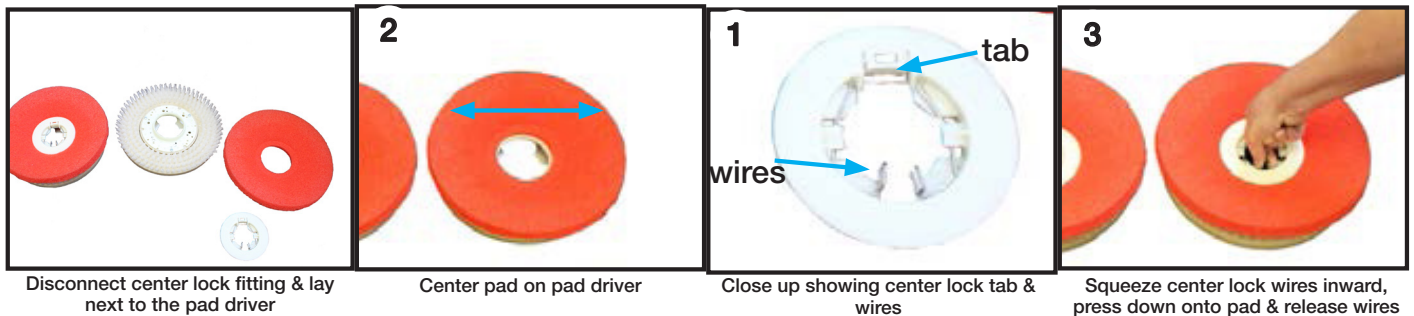 2
1
tab
wires
3
Disconnect center lock fitting & lay
next to the pad driver
Center pad on pad driver
Close up showing center lock tab &
wires
Squeeze center lock wires inward,
press down onto pad & release wires